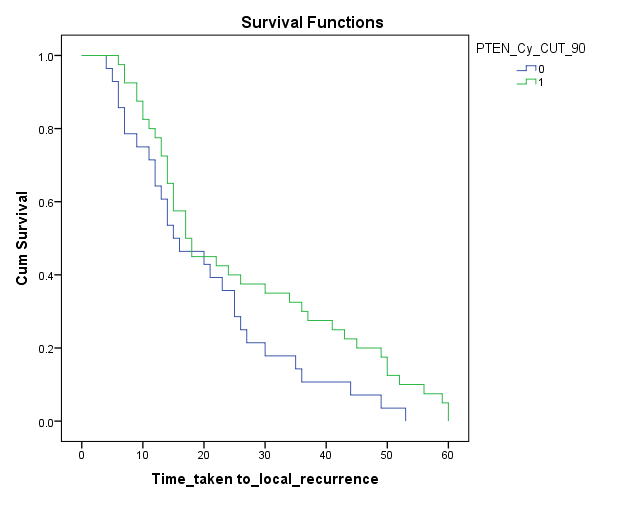 Survival Functions
PTEN_Cy_CUT_90
0
1
1.0
0.8
0.6
0.4
0.2
0.0
Cum Survival
0 10 20 30 40 50 60
Time_taken to_local_recurrence